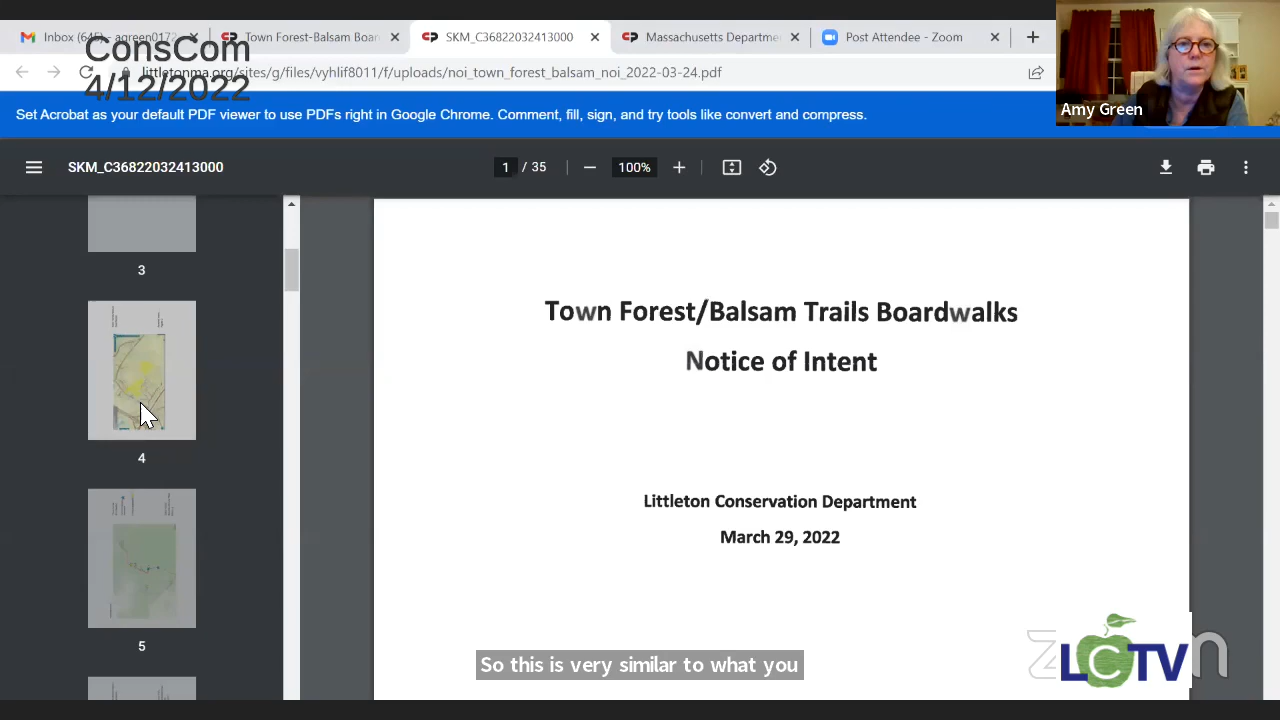 Inbox (646) - agreen0172
Town Forest-Balsam Boar
SKM_C36822032413000
Massachusetts Departme
Post Attendee - Zoom
ConsCom
4/12/2022
littletonma.org/sites/g/files/vyhlif8011/f/uploads/noi_town_forest_balsam_noi_2022-03-24.pdf
Set Acrobat as your default PDF viewer to use PDFs right in Google Chrome. Comment, fill, sign, and try tools like convert and compress.
Amy Green
SKM_C36822032413000
1 / 35
100%
3
4
5
Town Forest/Balsam Trails Boardwalks
Notice of Intent
Littleton Conservation Department
March 29, 2022
So this is very similar to what you
zoom
LCTV